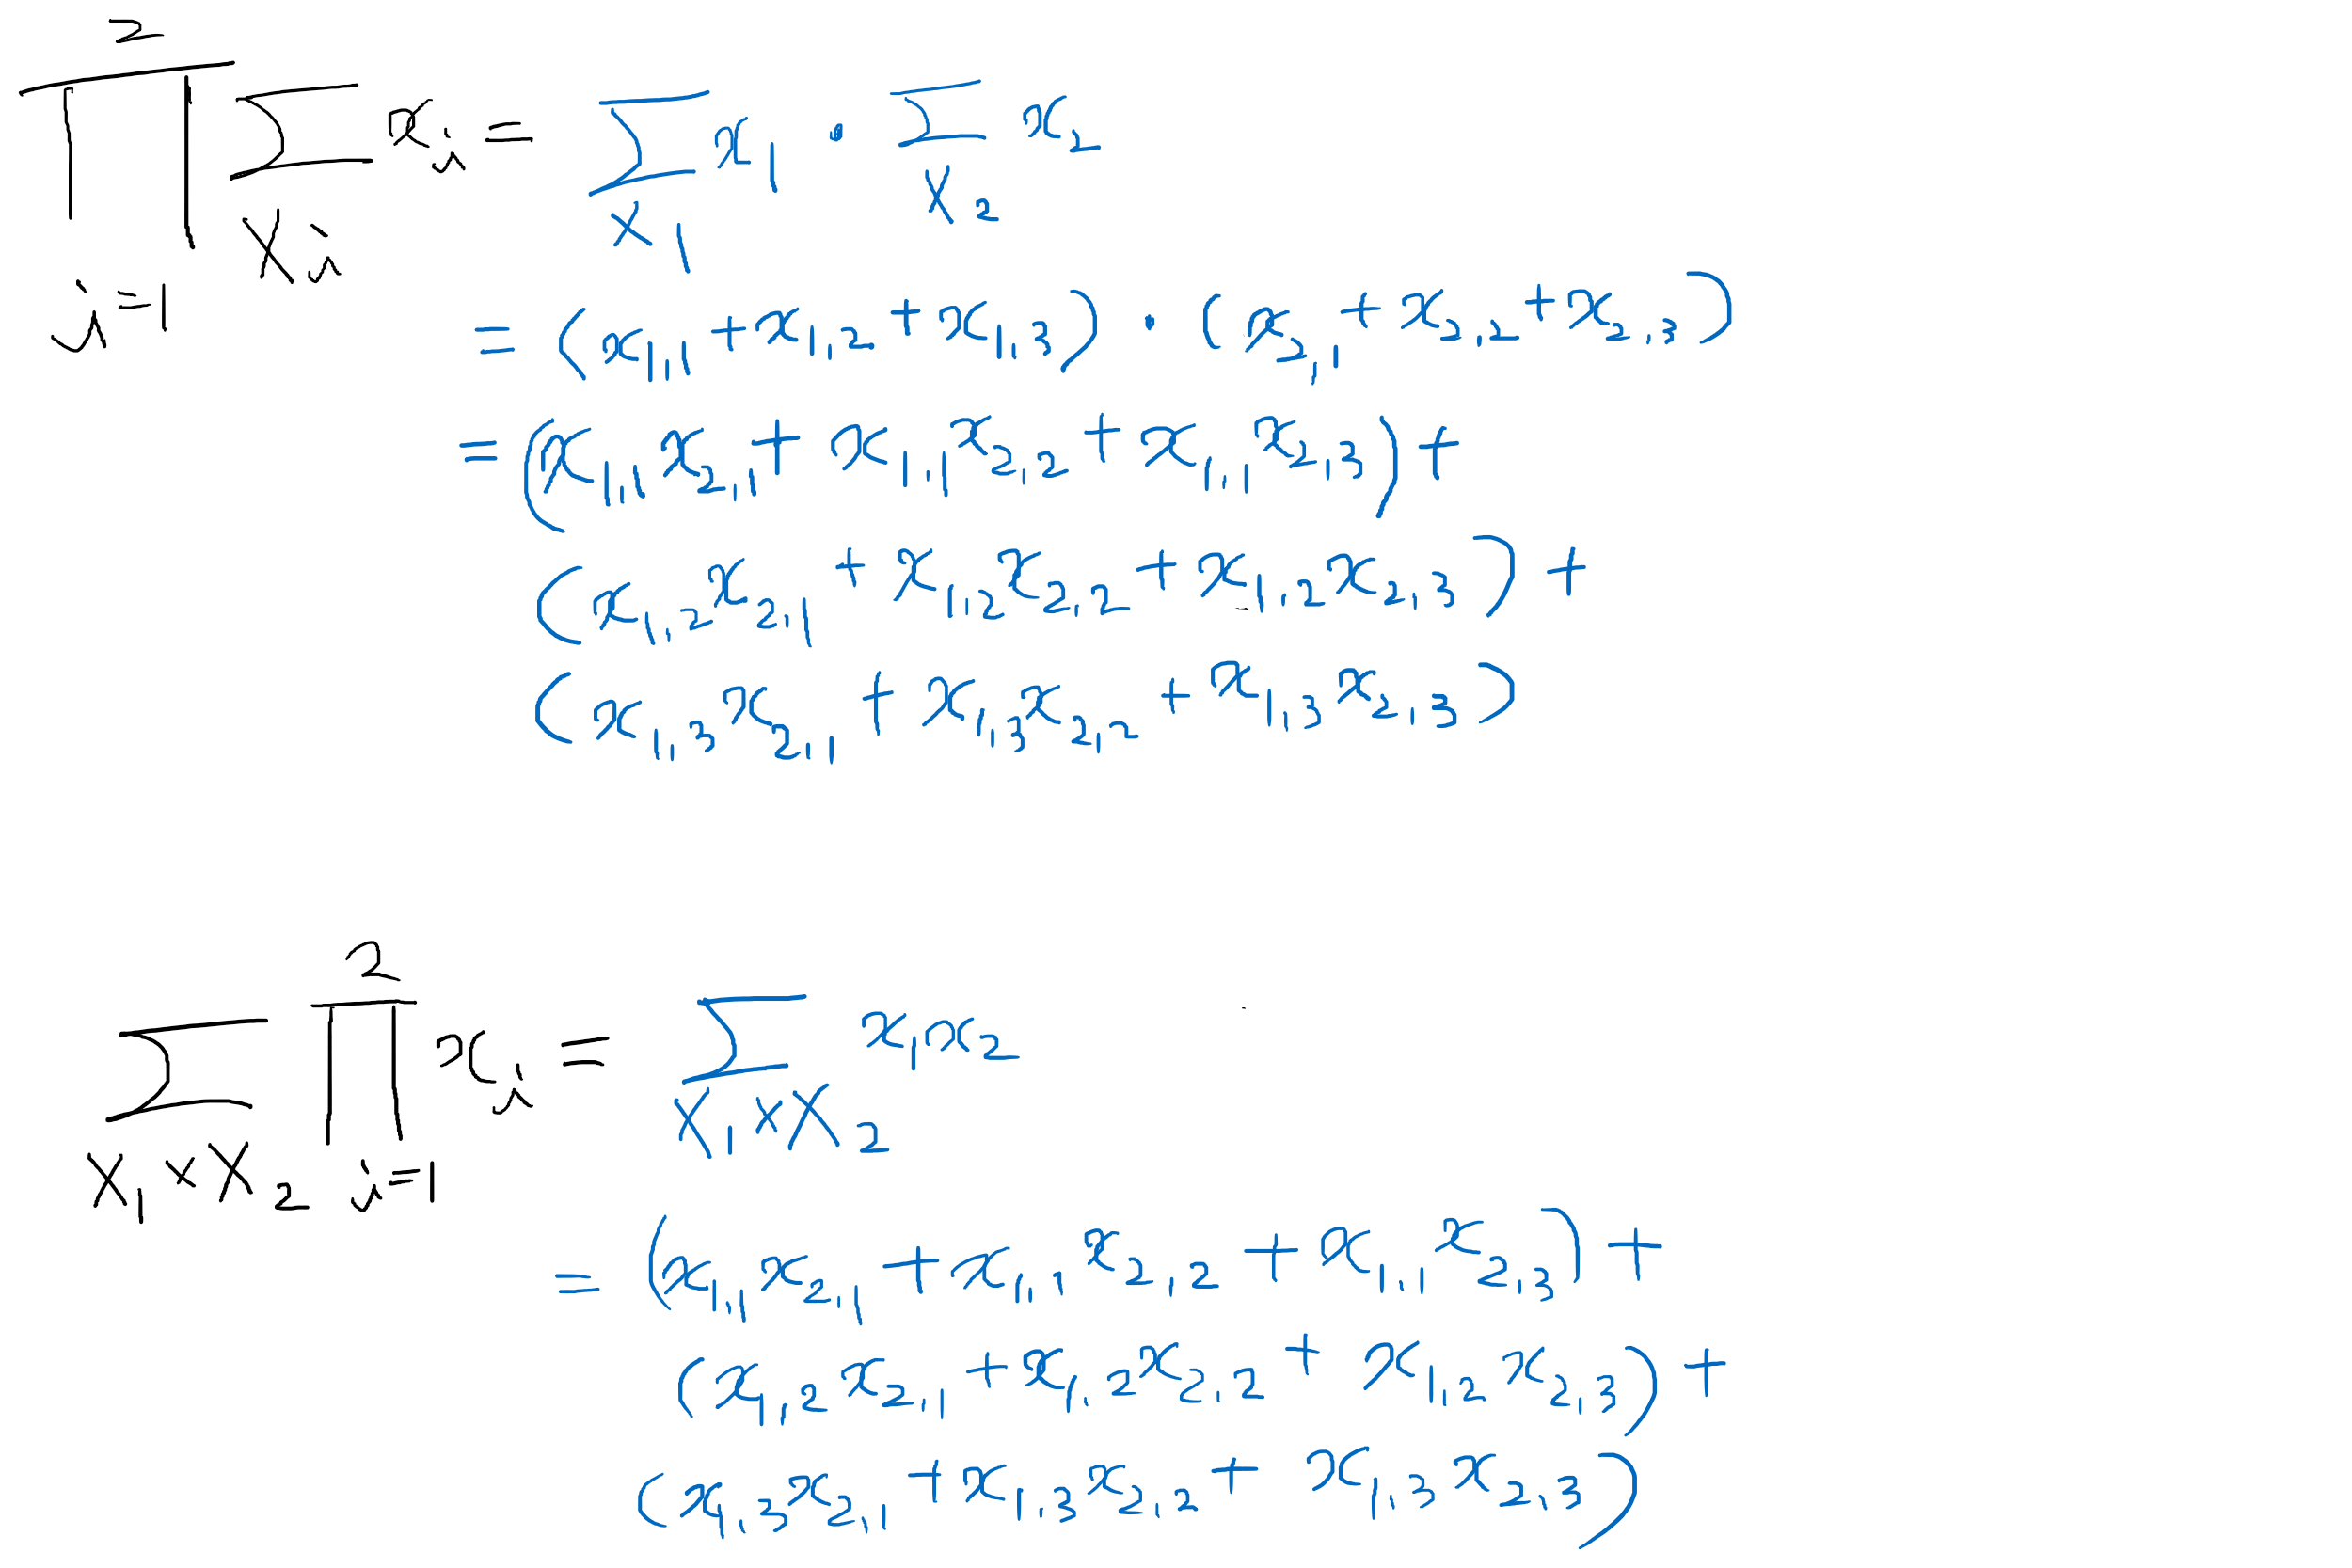 $\prod_{j=1}^{2} \sum_{X_j} x_j = \sum_{X_1} x_1 \cdot \sum_{X_2} x_2$
$= (x_{1,1} + x_{1,2} + x_{1,3}) \cdot (x_{2,1} + x_{2,2} + x_{2,3})$
$= (x_{1,1} x_{2,1} + x_{1,1} x_{2,2} + x_{1,1} x_{2,3}) +$
$(x_{1,2} x_{2,1} + x_{1,2} x_{2,2} + x_{1,2} x_{2,3}) +$
$(x_{1,3} x_{2,1} + x_{1,3} x_{2,2} + x_{1,3} x_{2,3})$
$\sum_{X_1 \times X_2} \prod_{j=1}^{2} x_j = \sum_{X_1 \times X_2} x_1 x_2$
$= (x_{1,1} x_{2,1} + x_{1,1} x_{2,2} + x_{1,1} x_{2,3}) +$
$(x_{1,2} x_{2,1} + x_{1,2} x_{2,2} + x_{1,2} x_{2,3}) +$
$(x_{1,3} x_{2,1} + x_{1,3} x_{2,2} + x_{1,3} x_{2,3})$